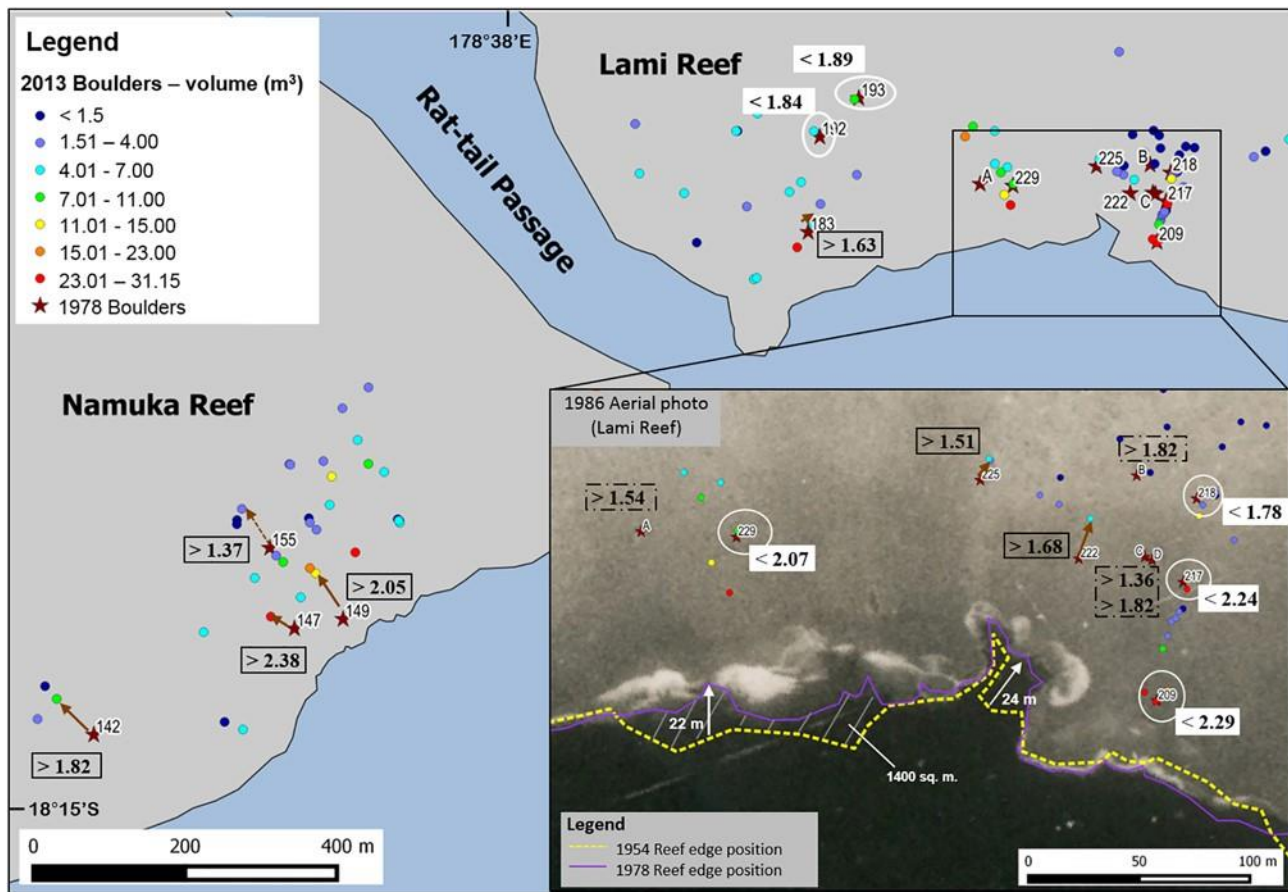 Legend
2013 Boulders – volume (m³)
< 1.5
1.51 – 4.00
4.01 - 7.00
7.01 - 11.00
11.01 - 15.00
15.01 - 23.00
23.01 – 31.15
1978 Boulders
178°38'E
Rat-tail Passage
Lami Reef
< 1.89
193
< 1.84
192
183
> 1.63
A
229
225
B
218
222
C
217
209
Namuka Reef
155
> 1.37
149
> 2.05
147
> 2.38
142
> 1.82
18°15'S
0 200 400 m
1986 Aerial photo
(Lami Reef)
> 1.51
225
> 1.82
B
> 1.54
A
218
< 1.78
229
< 2.07
> 1.68
222
C D
> 1.36
> 1.82
217
< 2.24
22 m
24 m
209
< 2.29
1400 sq. m.
Legend
1954 Reef edge position
1978 Reef edge position
0 50 100 m